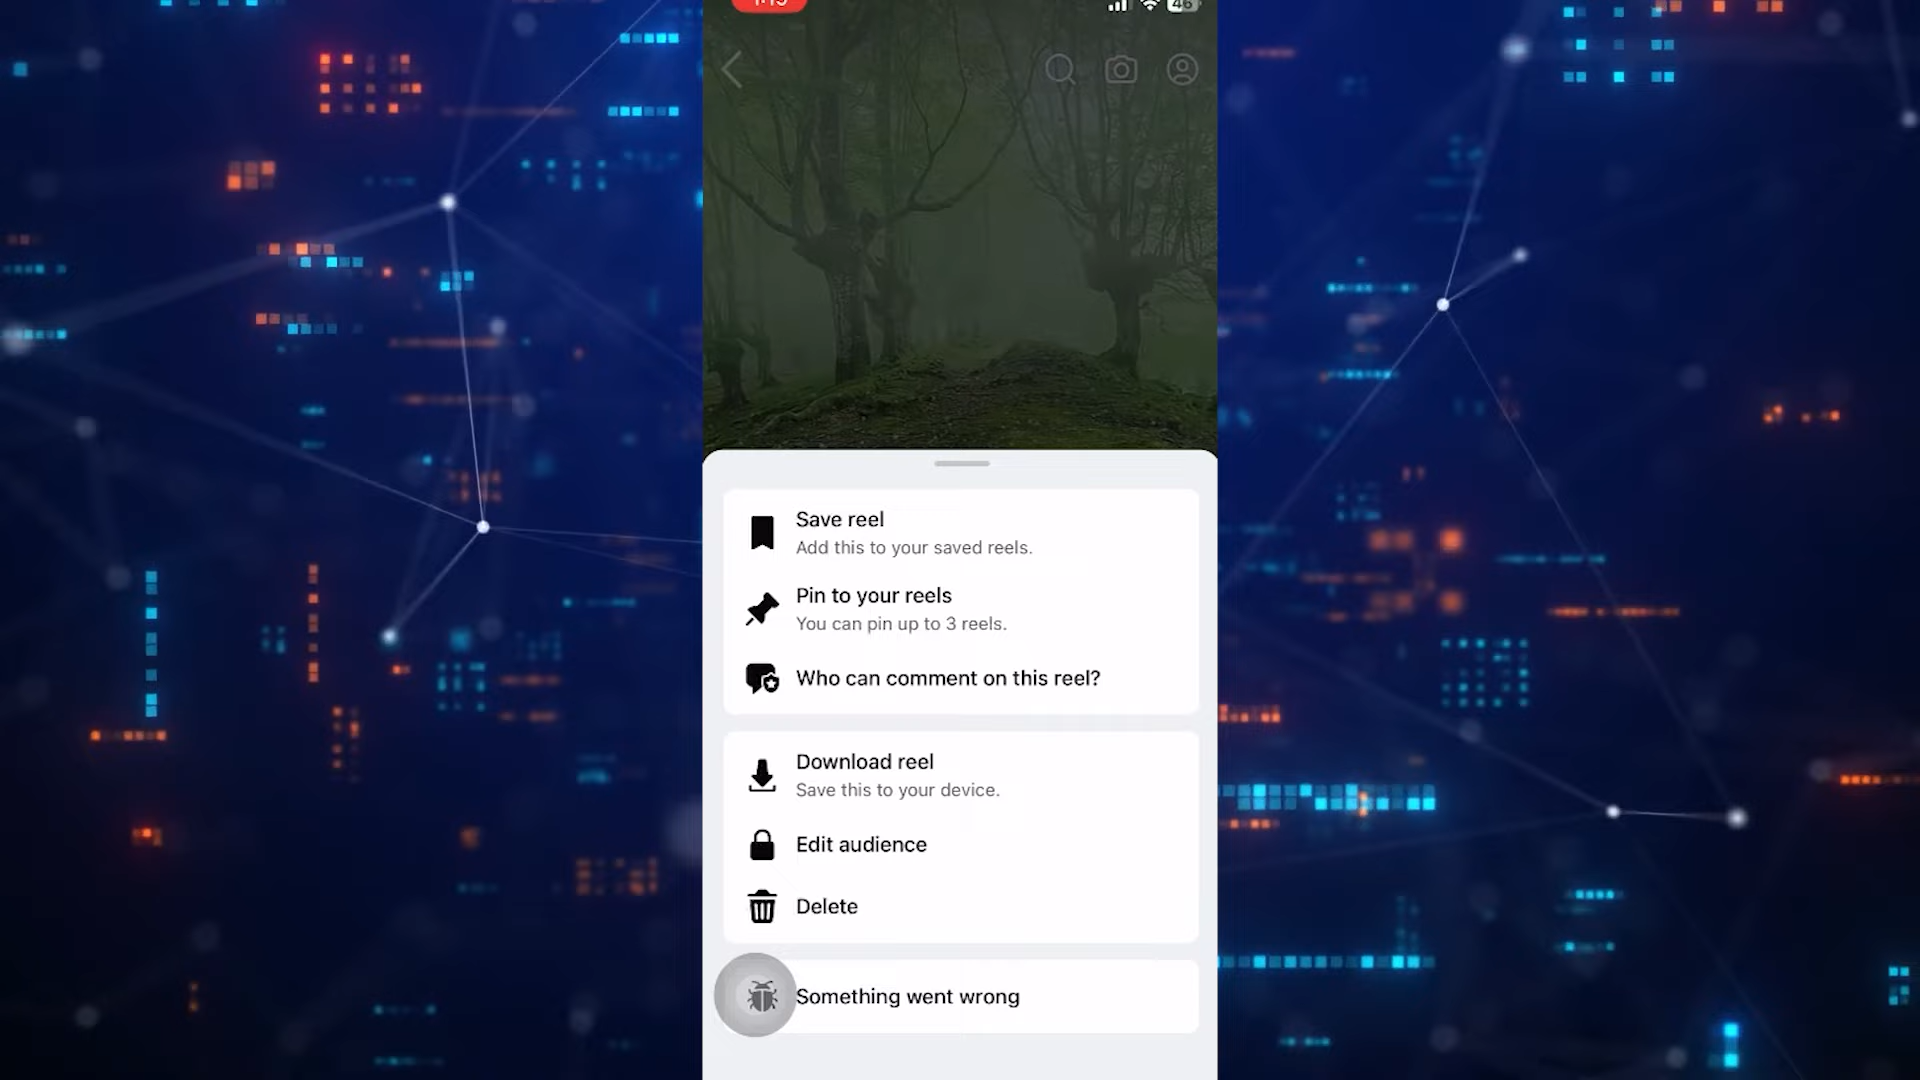 46
Save reel
Add this to your saved reels.
Pin to your reels
You can pin up to 3 reels.
Who can comment on this reel?
Download reel
Save this to your device.
Edit audience
Delete
Something went wrong